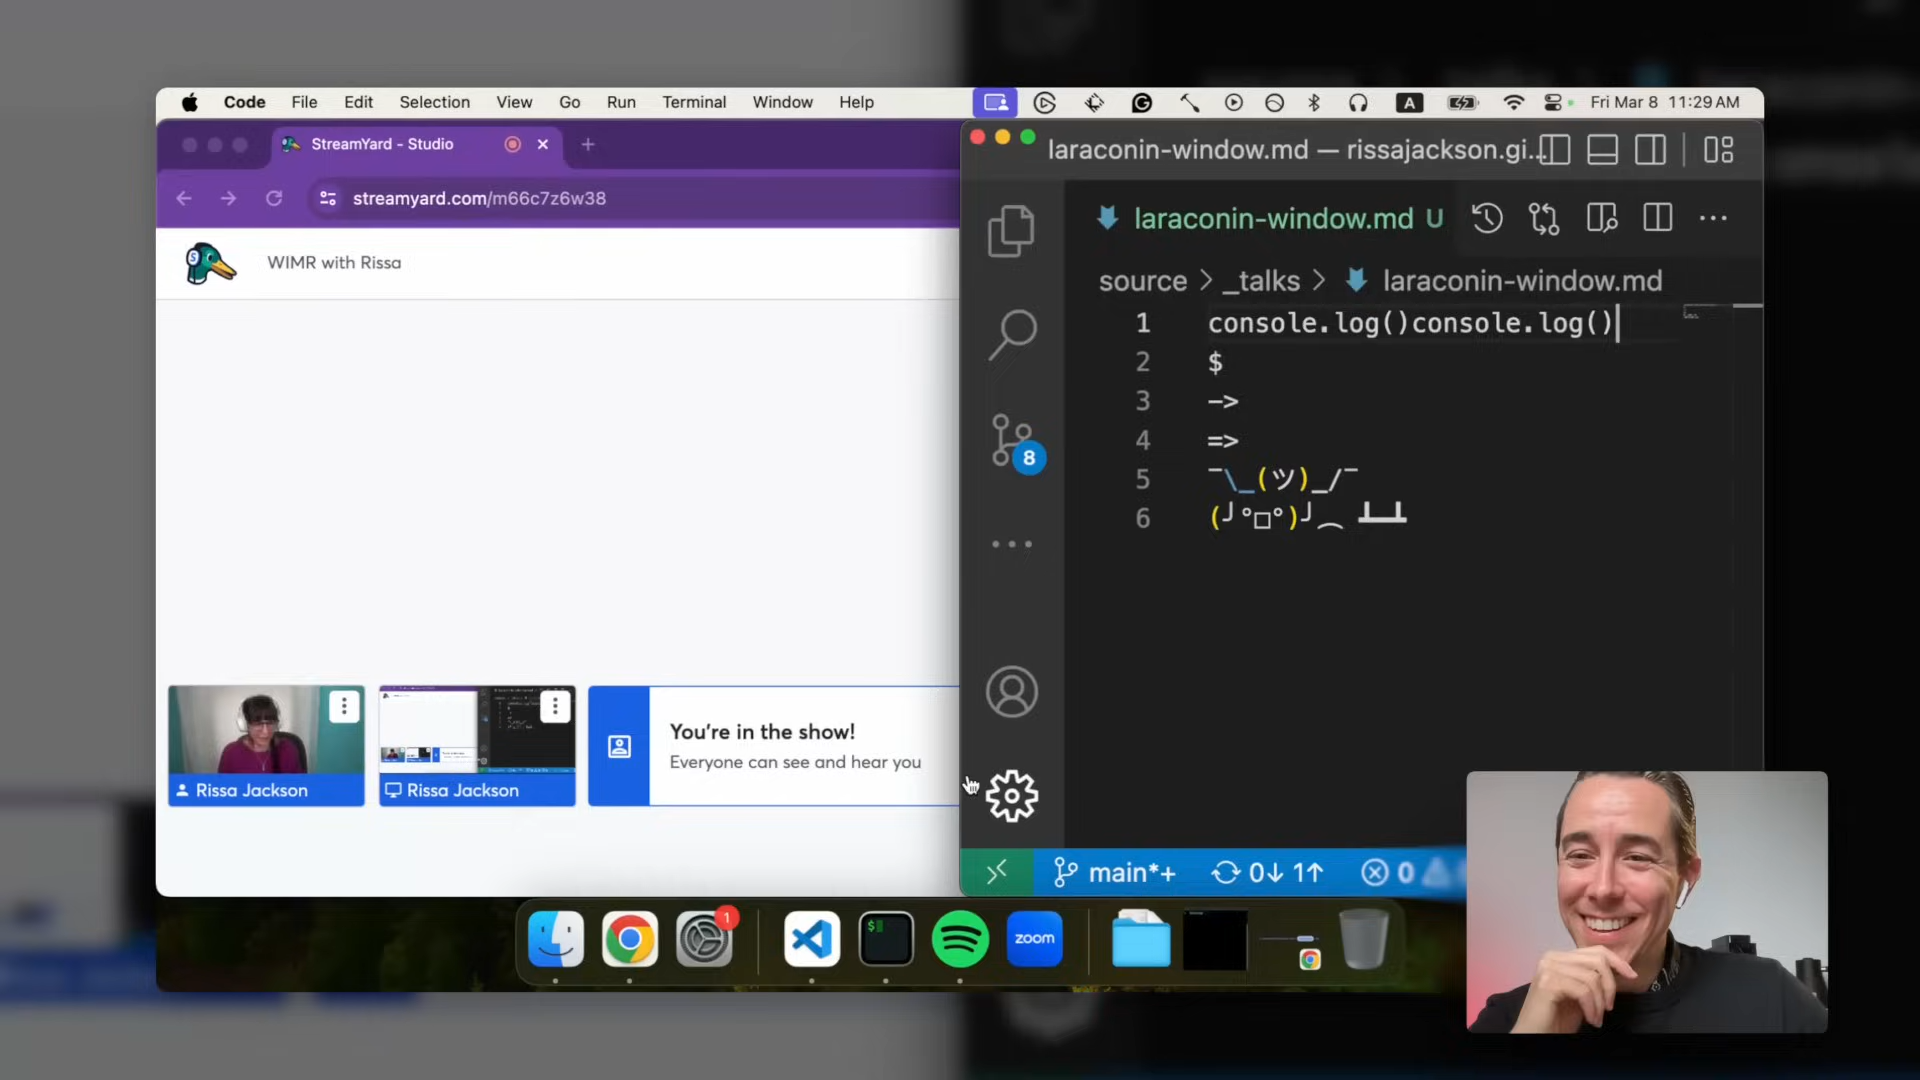 Code File Edit Selection View Go Run Terminal Window Help
A
Fri Mar 8 11:29 AM
StreamYard - Studio
streamyard.com/m66c7z6w38
WIMR with Rissa
You're in the show!
Everyone can see and hear you
Rissa Jackson
Rissa Jackson
laraconin-window.md — rissajackson.gi...
laraconin-window.md U
source > _talks > laraconin-window.md
1 console.log()console.log()
2 $
3 ->
4 =>
5 ¯\_(ツ)_/¯
6 (╯°□°)╯︵ ┻━┻
8
main*+ 0↓ 1↑ 0
1
$
zoom